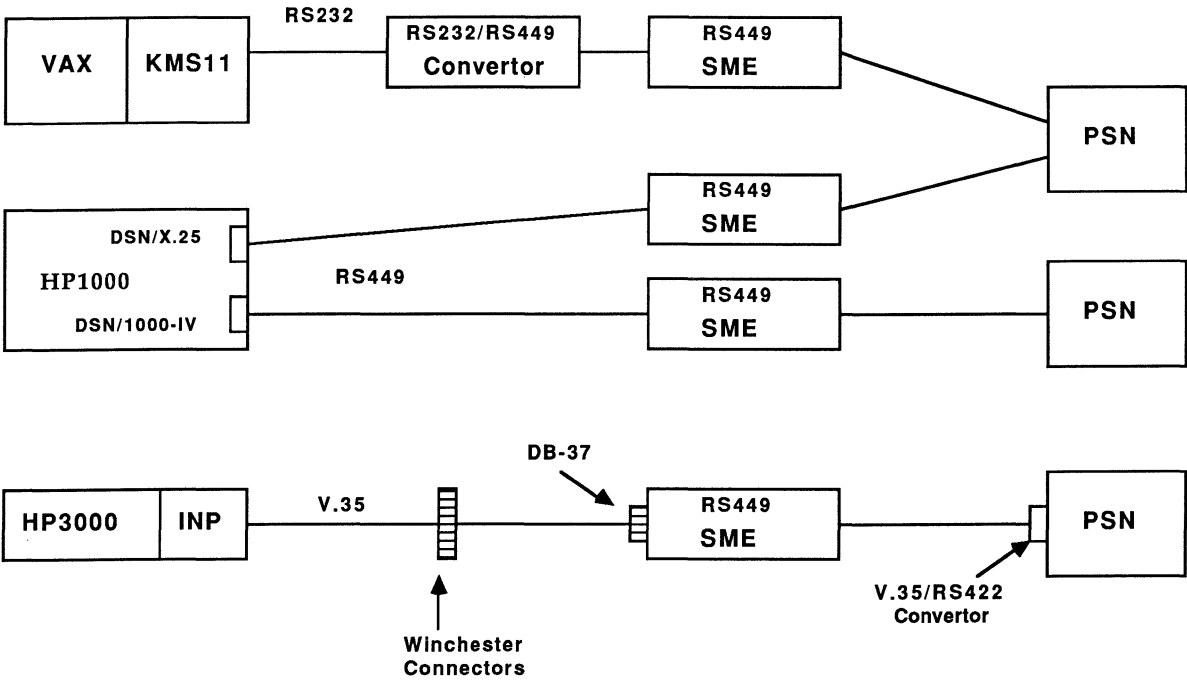 RS232
VAX
KMS11
RS232/RS449
Convertor
RS449
SME
PSN
RS449
SME
DSN/X.25
HP1000
RS449
DSN/1000-IV
RS449
SME
PSN
DB-37
HP3000
INP
V.35
RS449
SME
PSN
V.35/RS422
Convertor
Winchester
Connectors